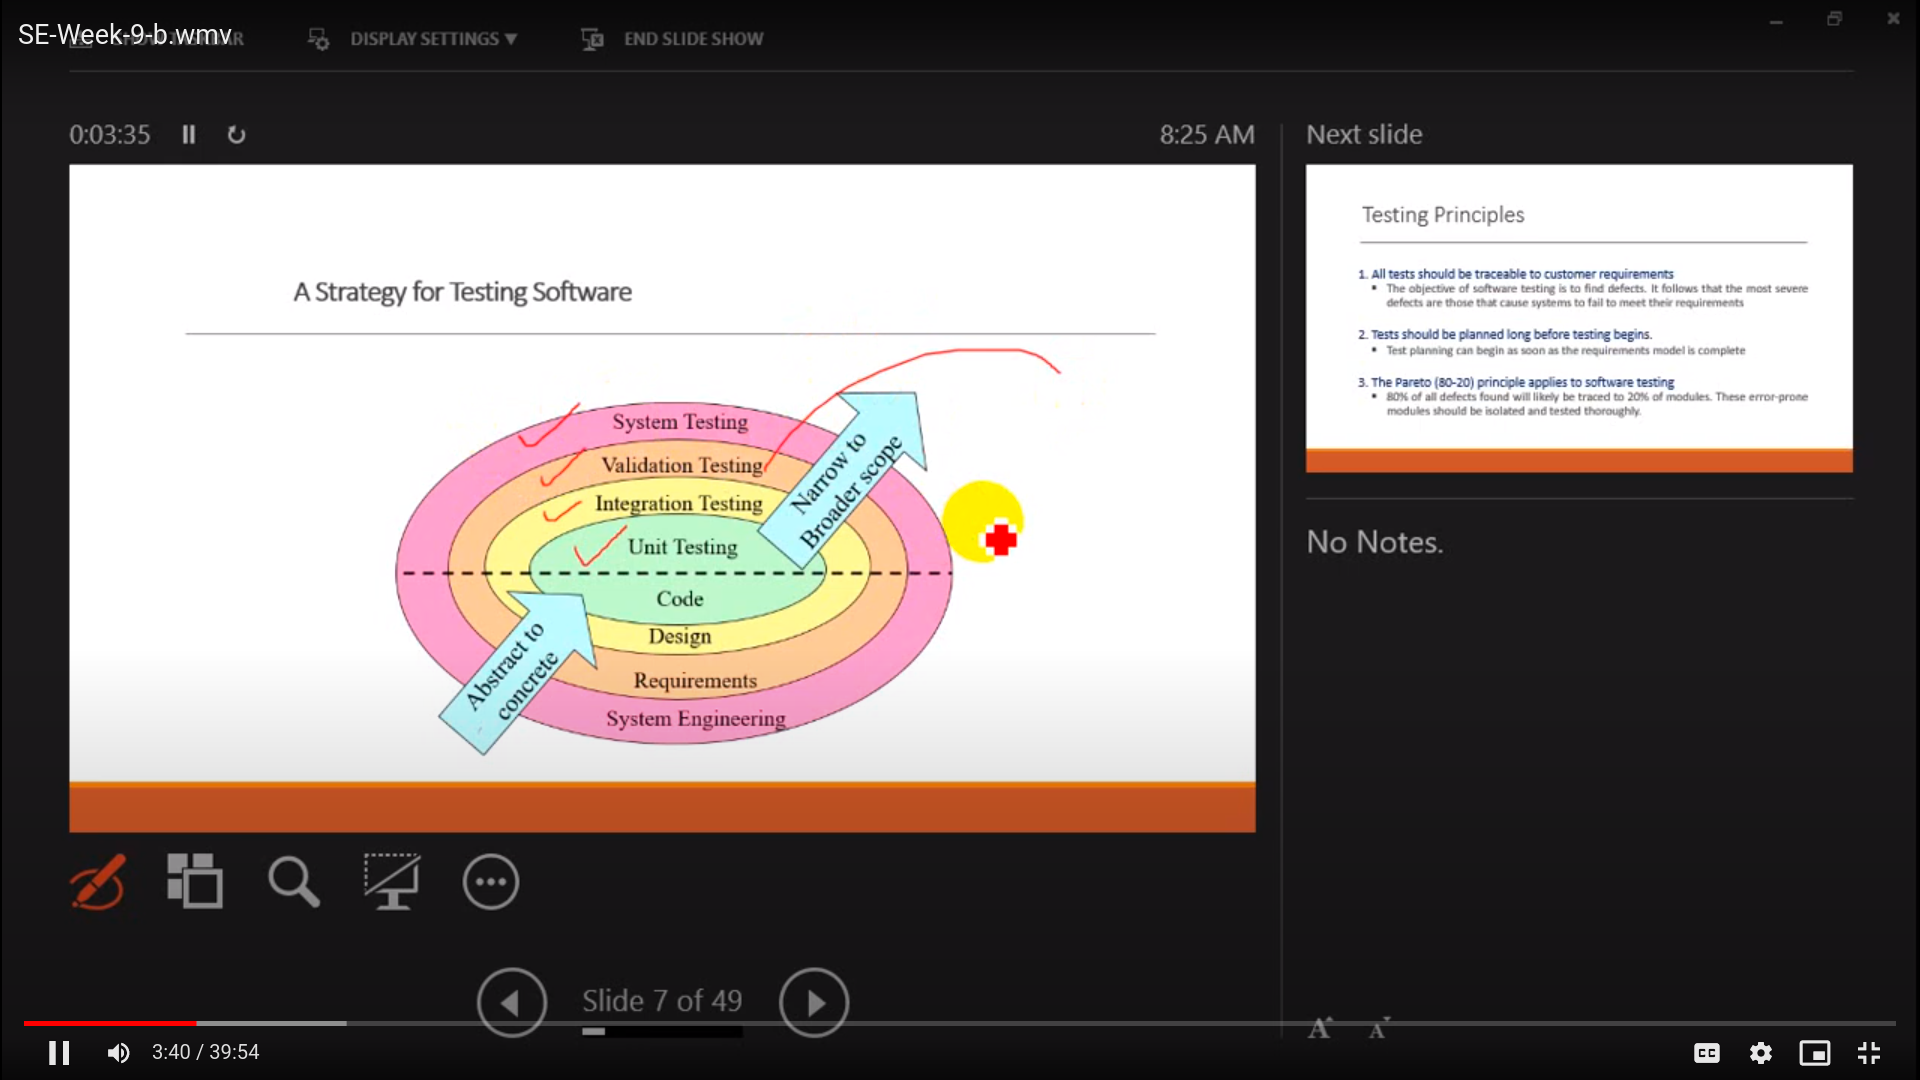 SE-Week-9-b.wmv
DISPLAY SETTINGS ▼
END SLIDE SHOW
0:03:35
8:25 AM
Next slide
A Strategy for Testing Software
System Testing
Validation Testing
Integration Testing
Unit Testing
Code
Design
Requirements
System Engineering
Narrow to
Broader scope
Abstract to
concrete
Testing Principles
1. All tests should be traceable to customer requirements
• The objective of software testing is to find defects. It follows that the most severe
defects are those that cause systems to fail to meet their requirements
2. Tests should be planned long before testing begins.
• Test planning can begin as soon as the requirements model is complete
3. The Pareto (80-20) principle applies to software testing
• 80% of all defects found will likely be traced to 20% of modules. These error-prone
modules should be isolated and tested thoroughly.
No Notes.
Slide 7 of 49
A A
3:40 / 39:54
CC